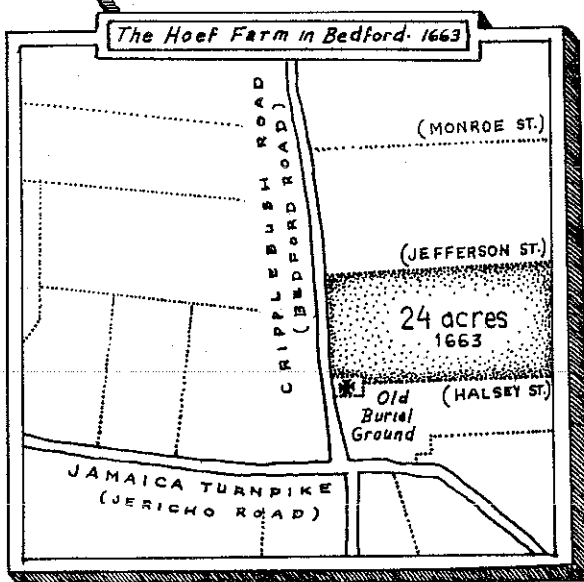 The Hoef Farm in Bedford. 1663
CRIPPLEBUSH ROAD
(BEDFORD ROAD)
(MONROE ST.)
(JEFFERSON ST.)
24 acres
1663
(HALSEY ST.)
Old
Burial
Ground
JAMAICA TURNPIKE
(JERICHO ROAD)